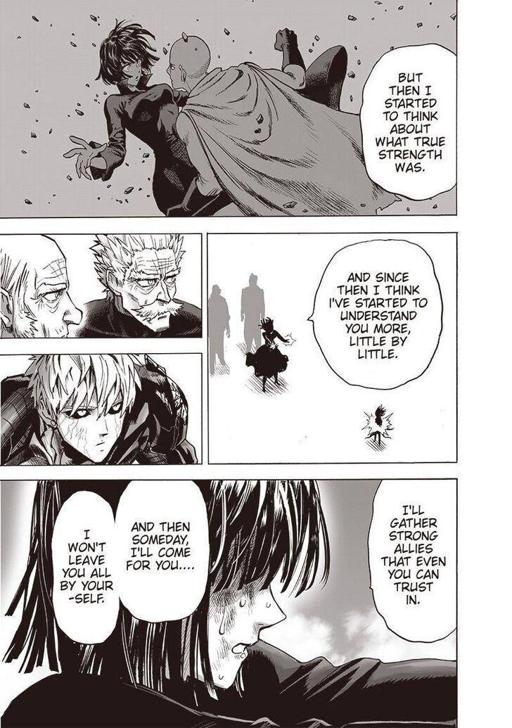 BUT
THEN I
STARTED
TO THINK
ABOUT
WHAT TRUE
STRENGTH
WAS.
AND SINCE
THEN I THINK
I'VE STARTED TO
UNDERSTAND
YOU MORE,
LITTLE BY
LITTLE.
I'LL
GATHER
STRONG
ALLIES
THAT EVEN
YOU CAN
TRUST
IN.
AND THEN
SOMEDAY,
I'LL COME
FOR YOU....
I
WON'T
LEAVE
YOU ALL
BY YOUR
-SELF.